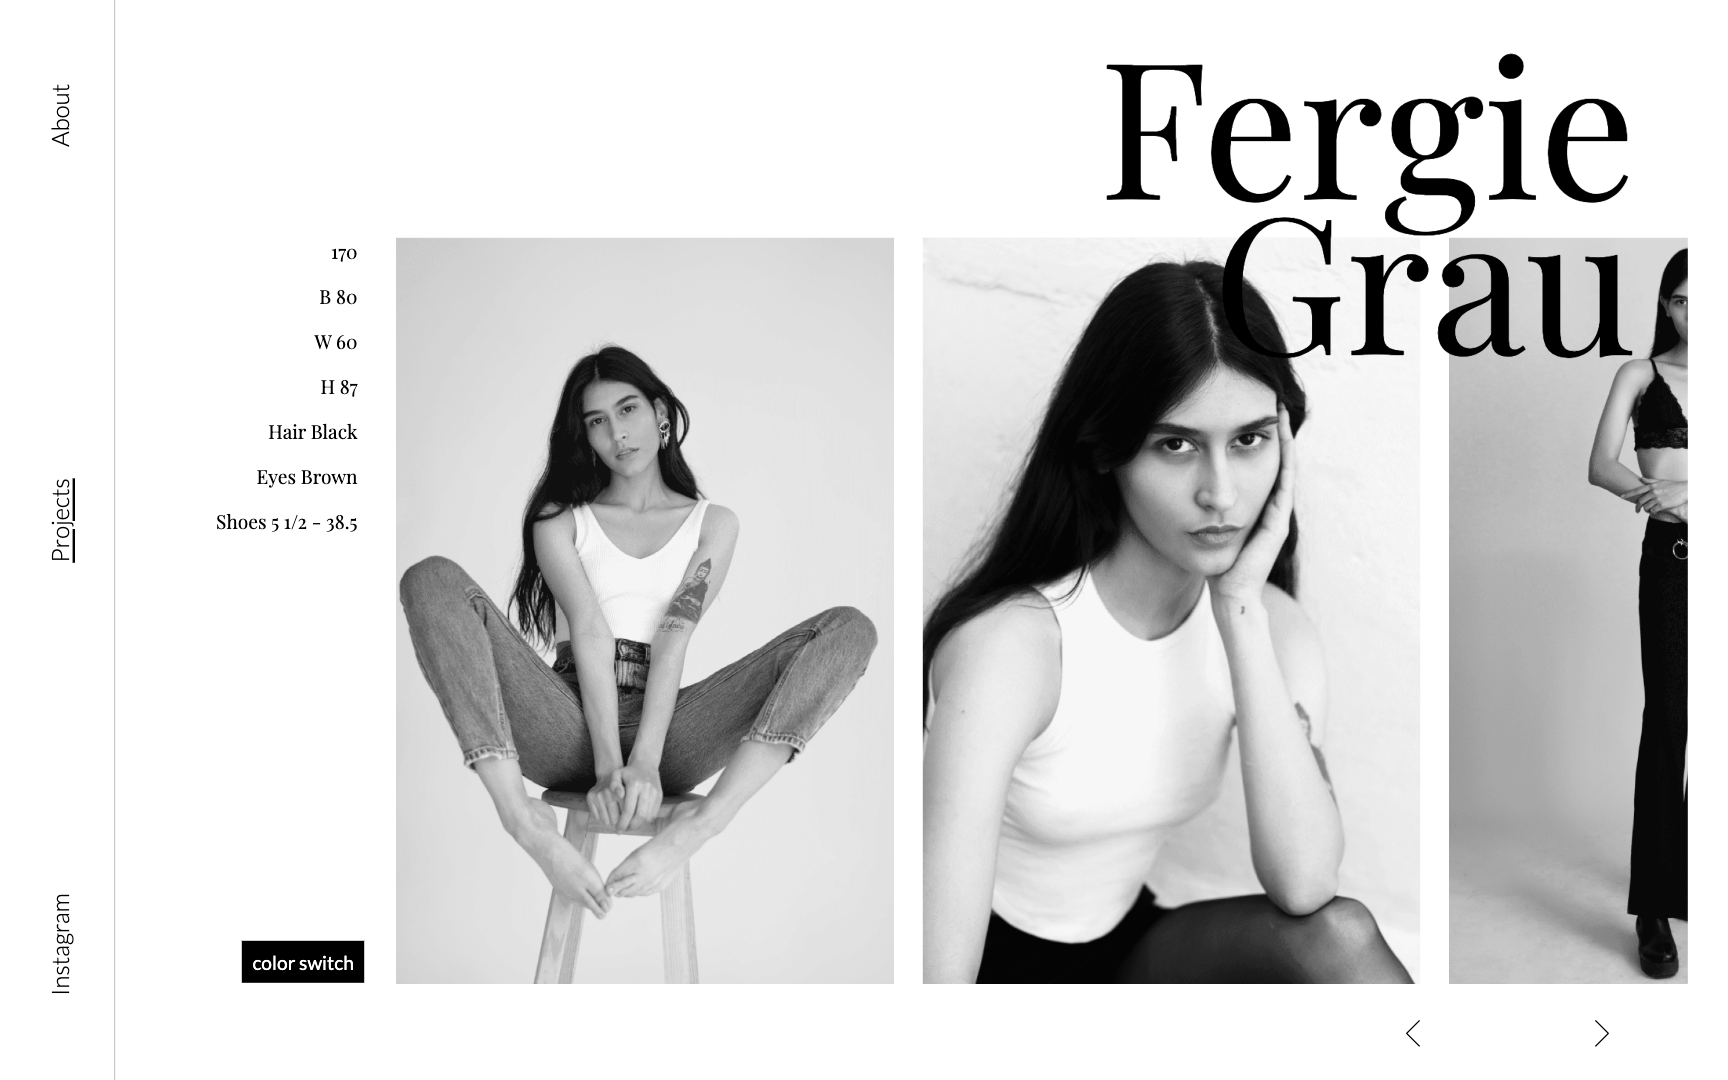 About
Projects
Instagram
Fergie
Grau
170
B 80
W 60
H 87
Hair Black
Eyes Brown
Shoes 5 1/2 - 38.5
color switch